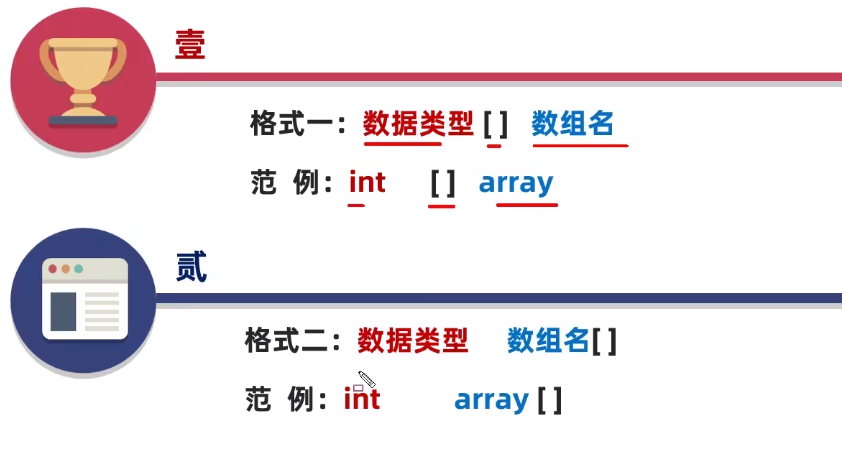 壹
格式一：数据类型 [ ] 数组名
范 例：int [ ] array
贰
格式二：数据类型 数组名[ ]
范 例：int array [ ]